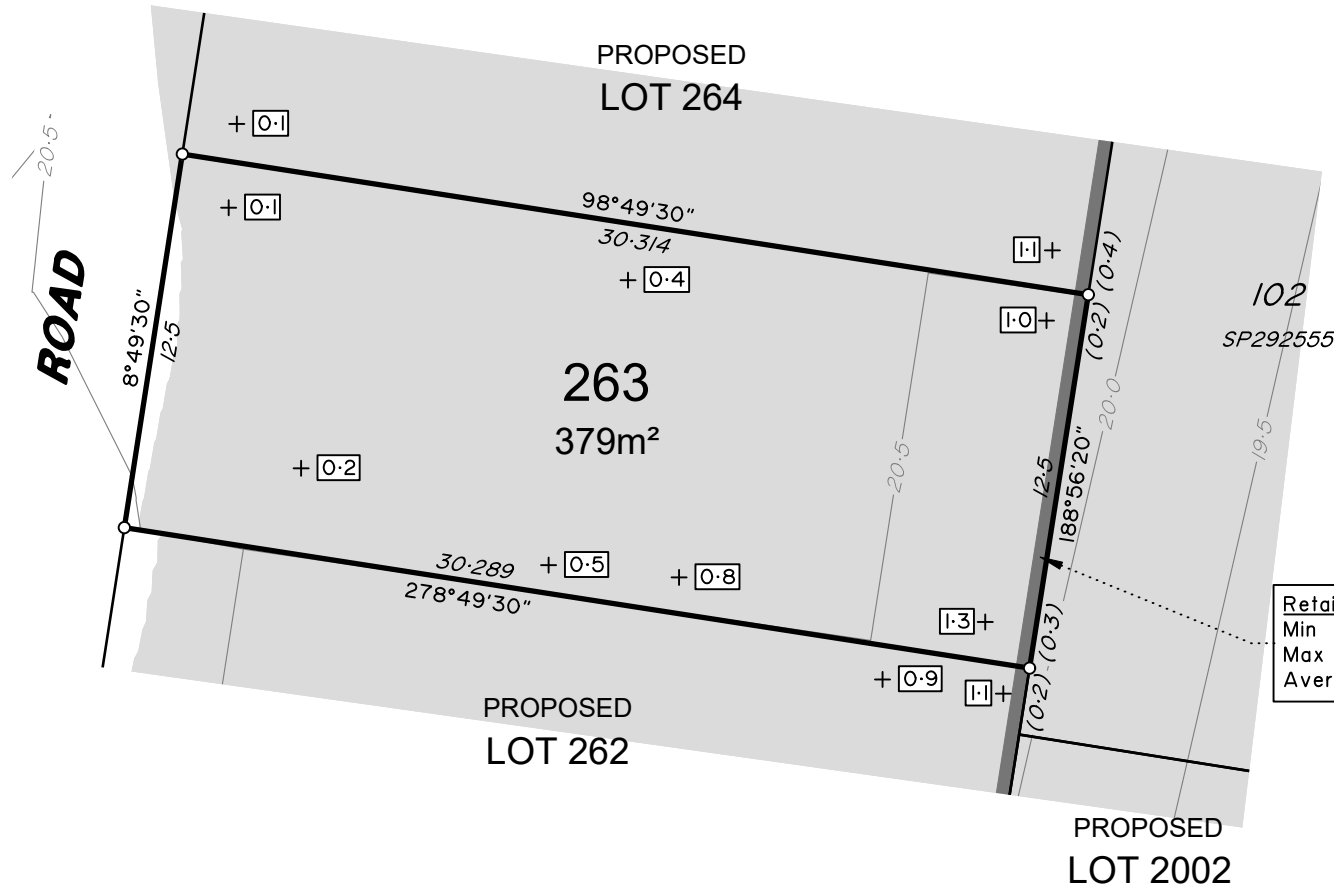 PROPOSED
LOT 264
20·5
0·1
0·1
98°49'30"
30·314
0·4
1·1
(0·4)
1·0
(0·2)
102
SP292555
ROAD
8°49'30"
12·5
263
379m²
20·0
19·5
20·5
12·5
188°56'20"
0·2
30·289
278°49'30"
0·5
0·8
1·3
(0·3)
0·9
1·1
(0·2)
Retai
Min
Max
Aver
PROPOSED
LOT 262
PROPOSED
LOT 2002